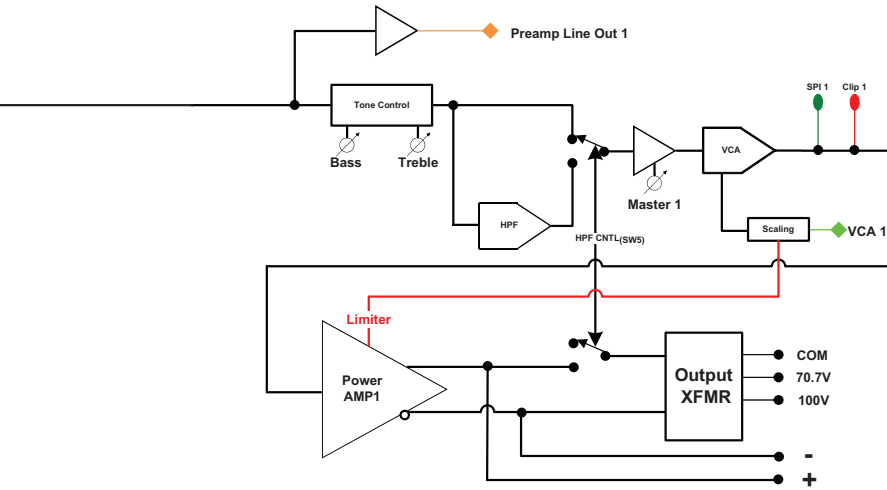 Preamp Line Out 1
SPI 1
Clip 1
Tone Control
Bass
Treble
VCA
Master 1
HPF
Scaling
VCA 1
HPF CNTL(SW5)
Limiter
Power
AMP1
Output
XFMR
COM
70.7V
100V
-
+